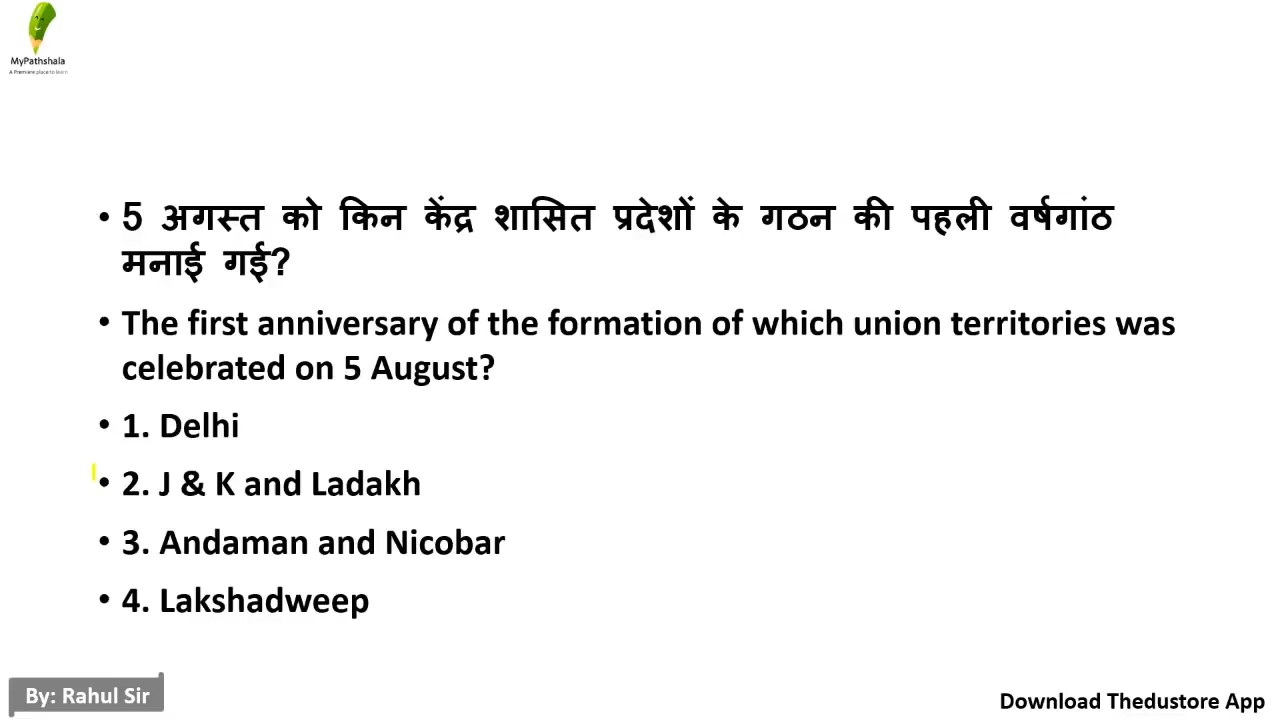 MyPathshala
A Premiere place to learn
• 5 अगस्त को किन केंद्र शासित प्रदेशों के गठन की पहली वर्षगांठ
मनाई गई?
• The first anniversary of the formation of which union territories was
celebrated on 5 August?
• 1. Delhi
• 2. J & K and Ladakh
• 3. Andaman and Nicobar
• 4. Lakshadweep
By: Rahul Sir
Download Thedustore App